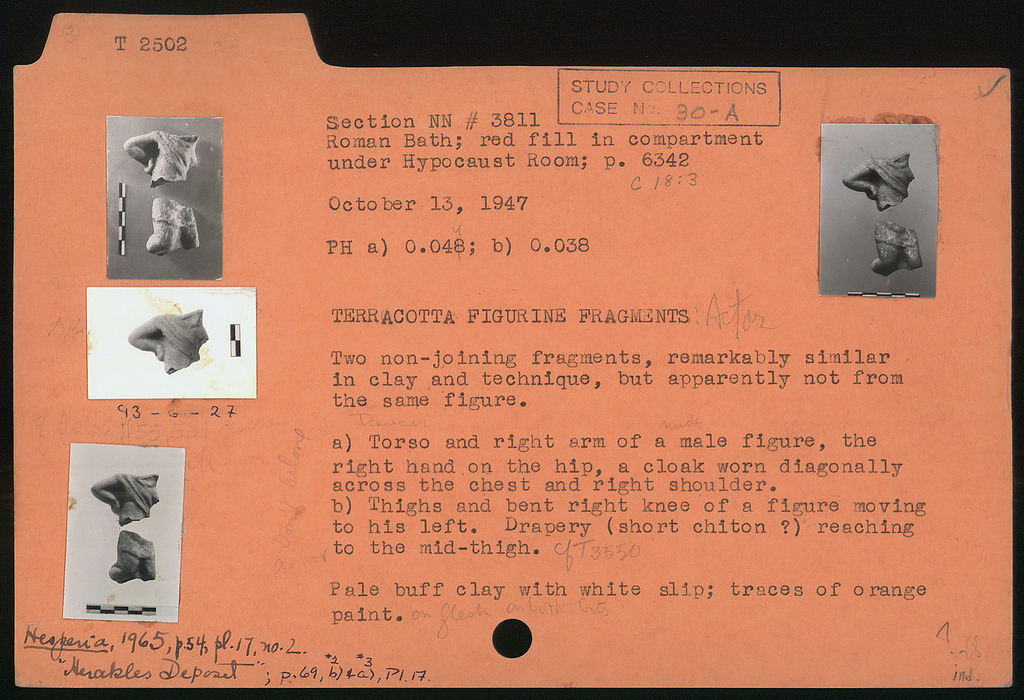 T 2502
STUDY COLLECTIONS
CASE No. 30-A
Section NN # 3811
Roman Bath; red fill in compartment
under Hypocaust Room; p. 6342
C 18:3
October 13, 1947
PH a) 0.048; b) 0.038
TERRACOTTA FIGURINE FRAGMENTS Actor
Two non-joining fragments, remarkably similar
in clay and technique, but apparently not from
the same figure.
93-6-27
nude
a) Torso and right arm of a male figure, the
right hand on the hip, a cloak worn diagonally
across the chest and right shoulder.
b) Thighs and bent right knee of a figure moving
to his left. Drapery (short chiton ?) reaching
to the mid-thigh. cf T3550
Pale buff clay with white slip; traces of orange
paint. on flesh on both bits
Hesperia, 1965, p.54, pl.17, no.2.
"Herakles Deposit"; p.69, b) & a), Pl.17.
ind.